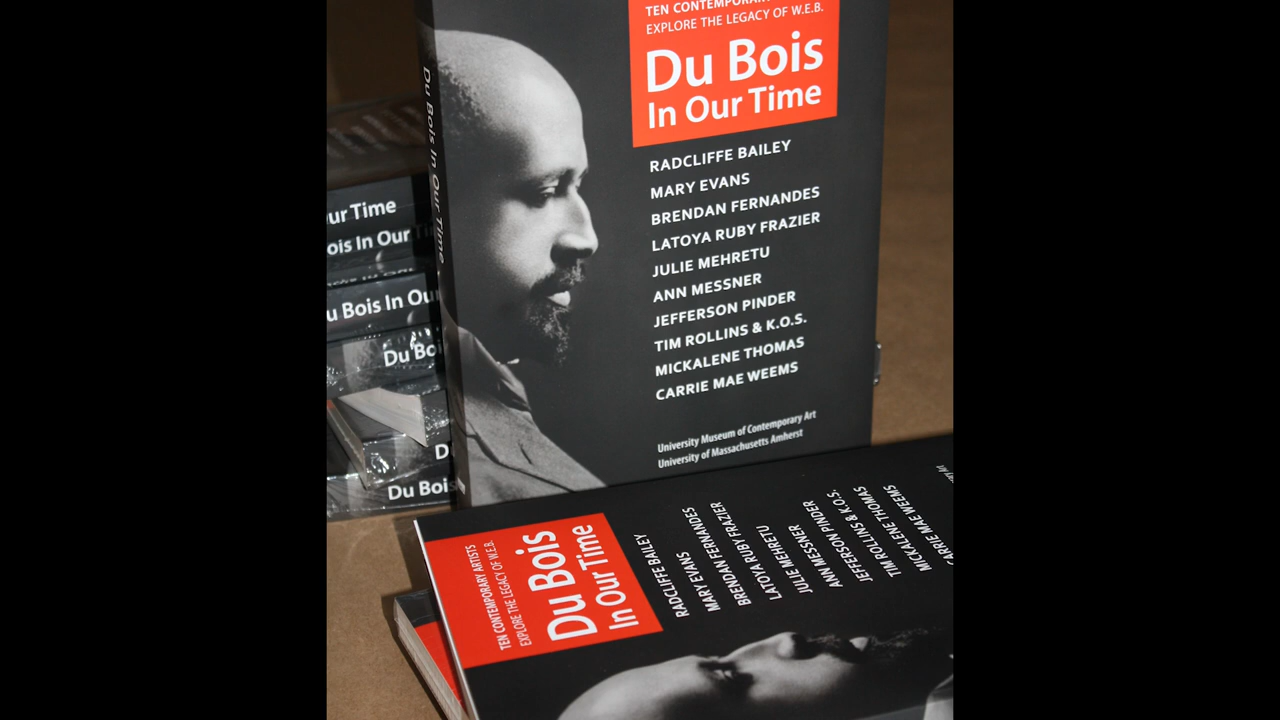 TEN CONTEMPORARY
EXPLORE THE LEGACY OF W.E.B.
Du Bois
In Our Time
RADCLIFFE BAILEY
MARY EVANS
BRENDAN FERNANDES
LATOYA RUBY FRAZIER
JULIE MEHRETU
ANN MESSNER
JEFFERSON PINDER
TIM ROLLINS & K.O.S.
MICKALENE THOMAS
CARRIE MAE WEEMS
University Museum of Contemporary Art
University of Massachusetts Amherst
Du Bois In Our Time
ur Time
ois In Our Ti
u Bois In Ou
Du Boi
D
Du Bois
TEN CONTEMPORARY ARTISTS
EXPLORE THE LEGACY OF W.E.B.
Du Bois
In Our Time
RADCLIFFE BAILEY
MARY EVANS
BRENDAN FERNANDES
LATOYA RUBY FRAZIER
JULIE MEHRETU
ANN MESSNER
JEFFERSON PINDER
TIM ROLLINS & K.O.S.
MICKALENE THOMAS
CARRIE MAE WEEMS